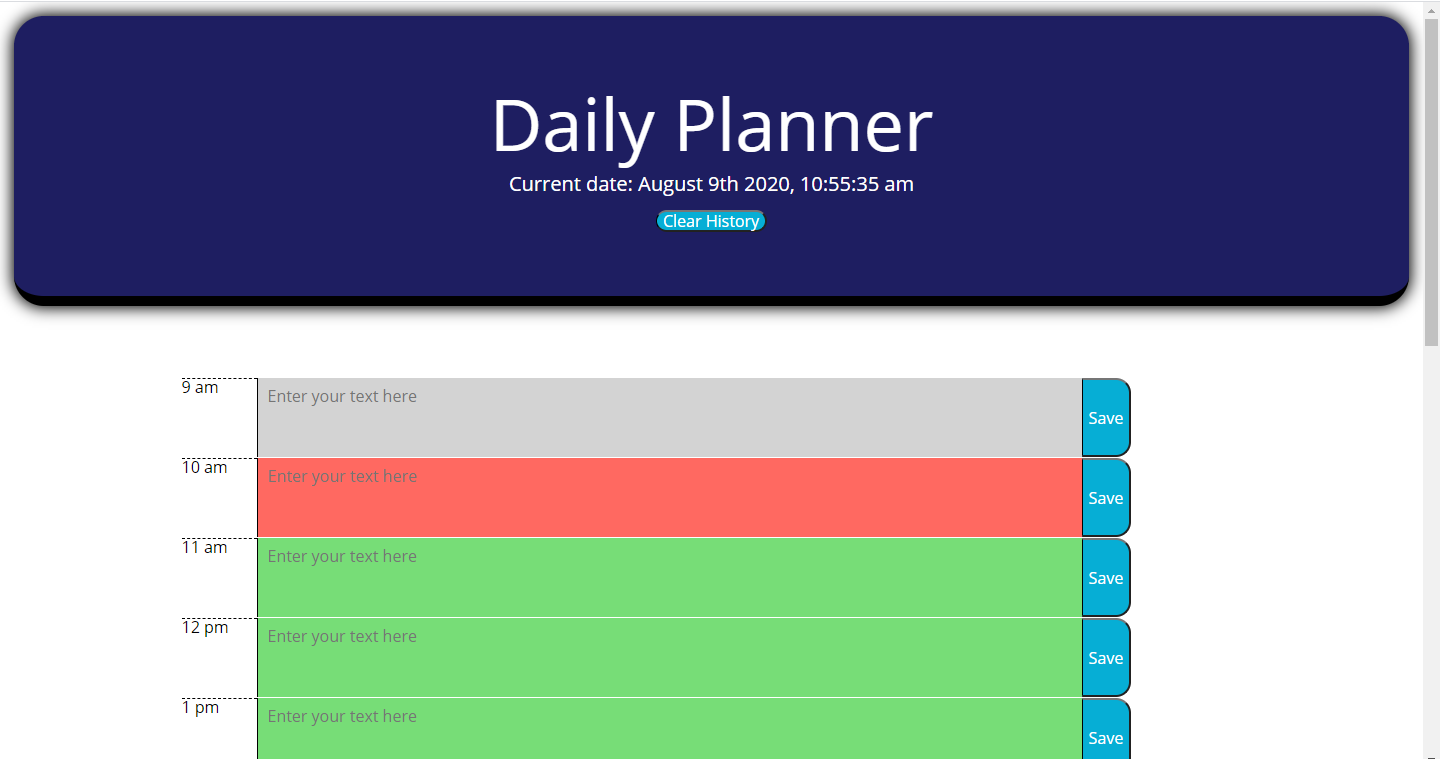 Daily Planner
Current date: August 9th 2020, 10:55:35 am
Clear History
9 am
Enter your text here
Save
10 am
Enter your text here
Save
11 am
Enter your text here
Save
12 pm
Enter your text here
Save
1 pm
Enter your text here
Save